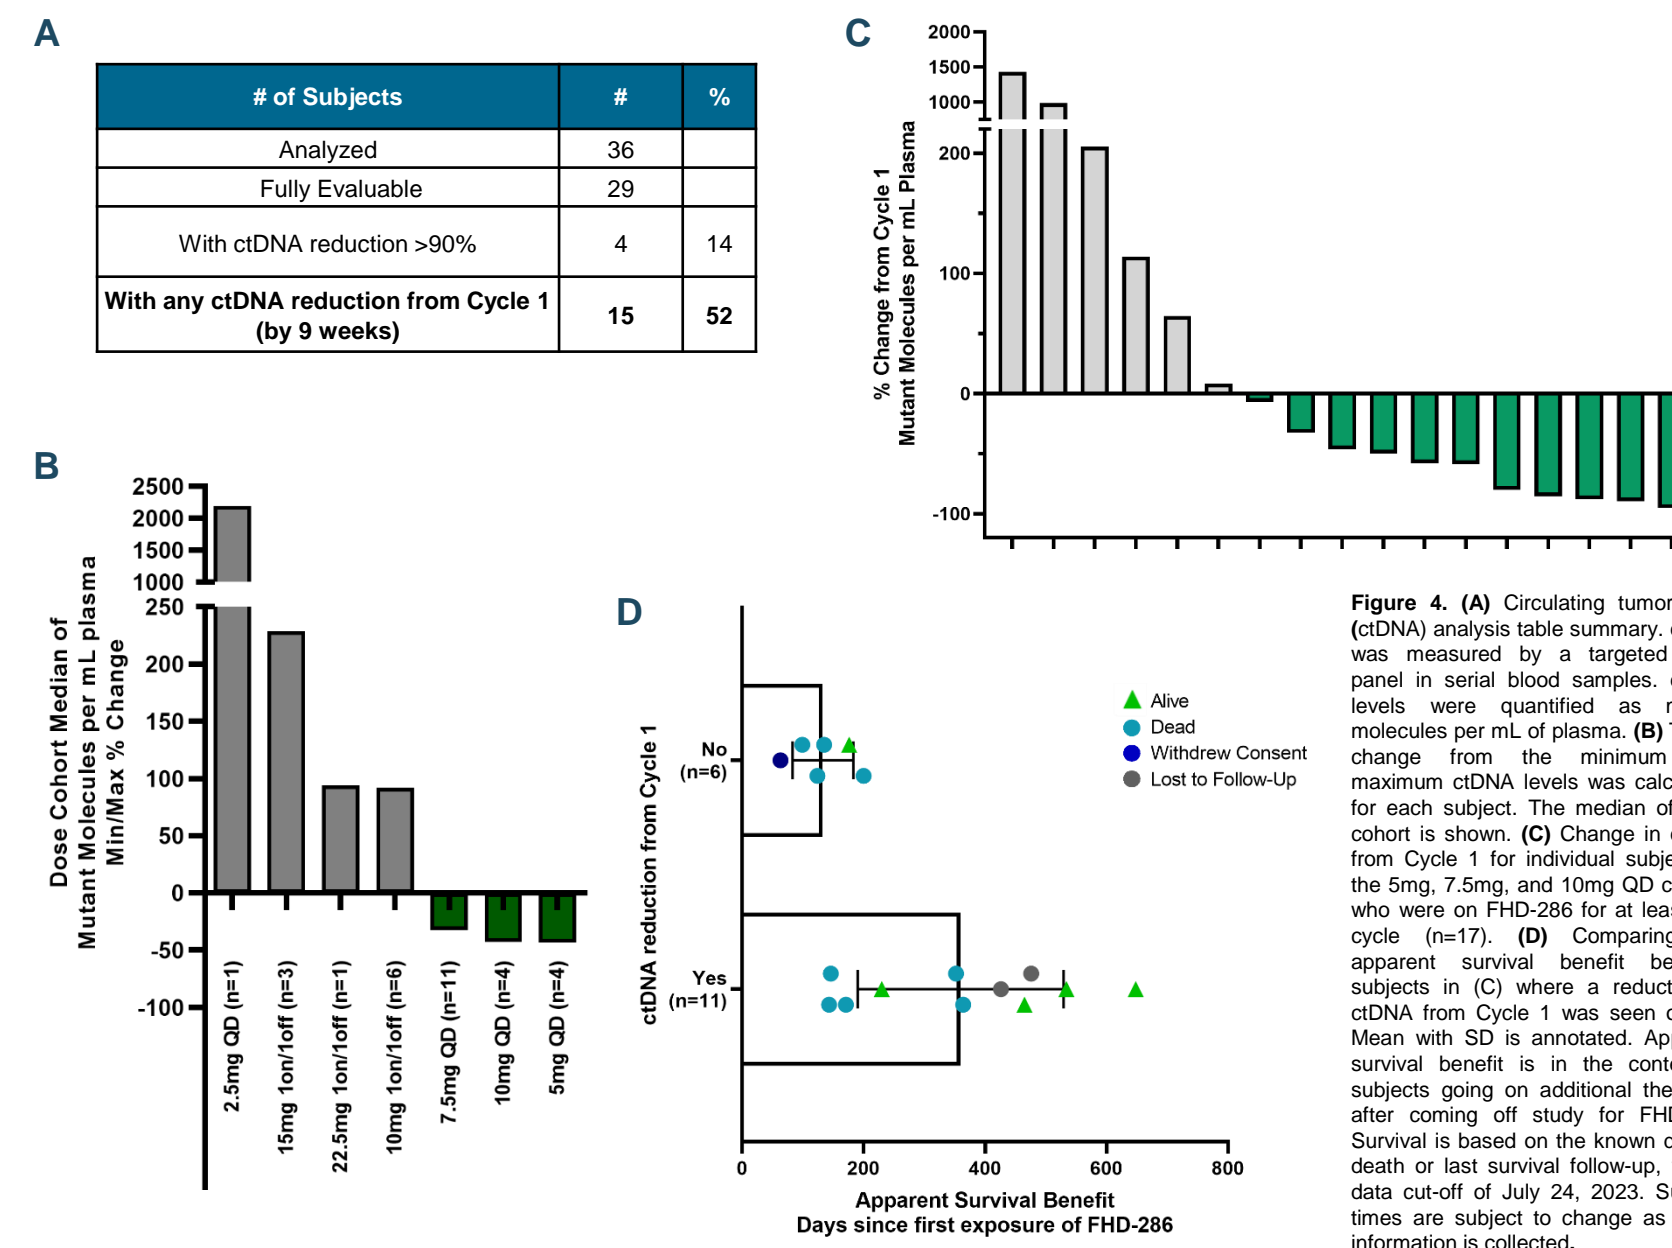 A
# of Subjects # %
Analyzed 36
Fully Evaluable 29
With ctDNA reduction >90% 4 14
With any ctDNA reduction from Cycle 1
(by 9 weeks) 15 52
B
Dose Cohort Median of
Mutant Molecules per mL plasma
Min/Max % Change
2500
2000
1500
1000
250
200
150
100
50
0
-50
-100
2.5mg QD (n=1)
15mg 1on/1off (n=3)
22.5mg 1on/1off (n=1)
10mg 1on/1off (n=6)
7.5mg QD (n=11)
10mg QD (n=4)
5mg QD (n=4)
C
% Change from Cycle 1
Mutant Molecules per mL Plasma
2000
1500
1000
200
100
0
-100
D
ctDNA reduction from Cycle 1
No
(n=6)
Yes
(n=11)
Alive
Dead
Withdrew Consent
Lost to Follow-Up
0 200 400 600 800
Apparent Survival Benefit
Days since first exposure of FHD-286
Figure 4. (A) Circulating tumor
(ctDNA) analysis table summary.
was measured by a targeted
panel in serial blood samples.
levels were quantified as
molecules per mL of plasma. (B)
change from the minimum
maximum ctDNA levels was
for each subject. The median of
cohort is shown. (C) Change in
from Cycle 1 for individual
the 5mg, 7.5mg, and 10mg QD
who were on FHD-286 for at
cycle (n=17). (D) Comparing
apparent survival benefit
subjects in (C) where a
ctDNA from Cycle 1 was seen
Mean with SD is annotated.
survival benefit is in the
subjects going on additional
after coming off study for
Survival is based on the known
death or last survival follow-up,
data cut-off of July 24, 2023.
times are subject to change as
information is collected.